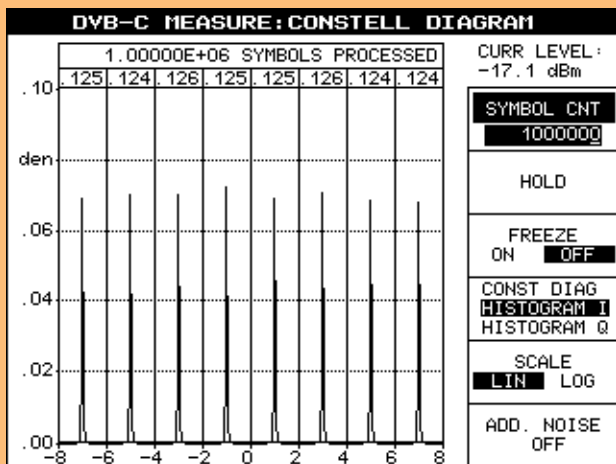 DVB-C MEASURE:CONSTELL DIAGRAM
1.00000E+06 SYMBOLS PROCESSED
.125 .124 .126 .125 .124 .126 .124 .124
.10
den
.06
.04
.02
.00
-8 -6 -4 -2 0 2 4 6 8
CURR LEVEL:
-17.1 dBm
SYMBOL CNT
1000000
HOLD
FREEZE
ON OFF
CONST DIAG
HISTOGRAM I
HISTOGRAM Q
SCALE
LIN LOG
ADD. NOISE
OFF